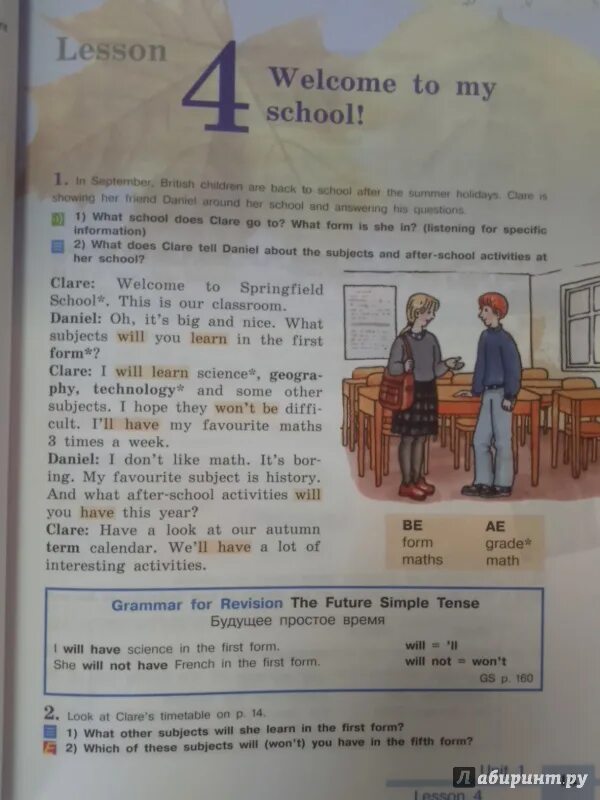 Lesson
4
Welcome to my
school!
1. In September, British children are back to school after the summer holidays. Clare is
showing her friend Daniel around her school and answering his questions.
1) What school does Clare go to? What form is she in? (listening for specific
information)
2) What does Clare tell Daniel about the subjects and after-school activities at
her school?
Clare: Welcome to Springfield
School*. This is our classroom.
Daniel: Oh, it's big and nice. What
subjects will you learn in the first
form*?
Clare: I will learn science*, geogra-
phy, technology* and some other
subjects. I hope they won't be diffi-
cult. I'll have my favourite maths
3 times a week.
Daniel: I don't like math. It's bor-
ing. My favourite subject is history.
And what after-school activities will
you have this year?
Clare: Have a look at our autumn
term calendar. We'll have a lot of
interesting activities.
BE AE
form grade*
maths math
Grammar for Revision The Future Simple Tense
Будущее простое время
I will have science in the first form. will = 'll
She will not have French in the first form. will not = won't
GS p. 160
2. Look at Clare's timetable on p. 14.
1) What other subjects will she learn in the first form?
2) Which of these subjects will (won't) you have in the fifth form?
Unit 1
Lesson 4
Лабиринт.ру